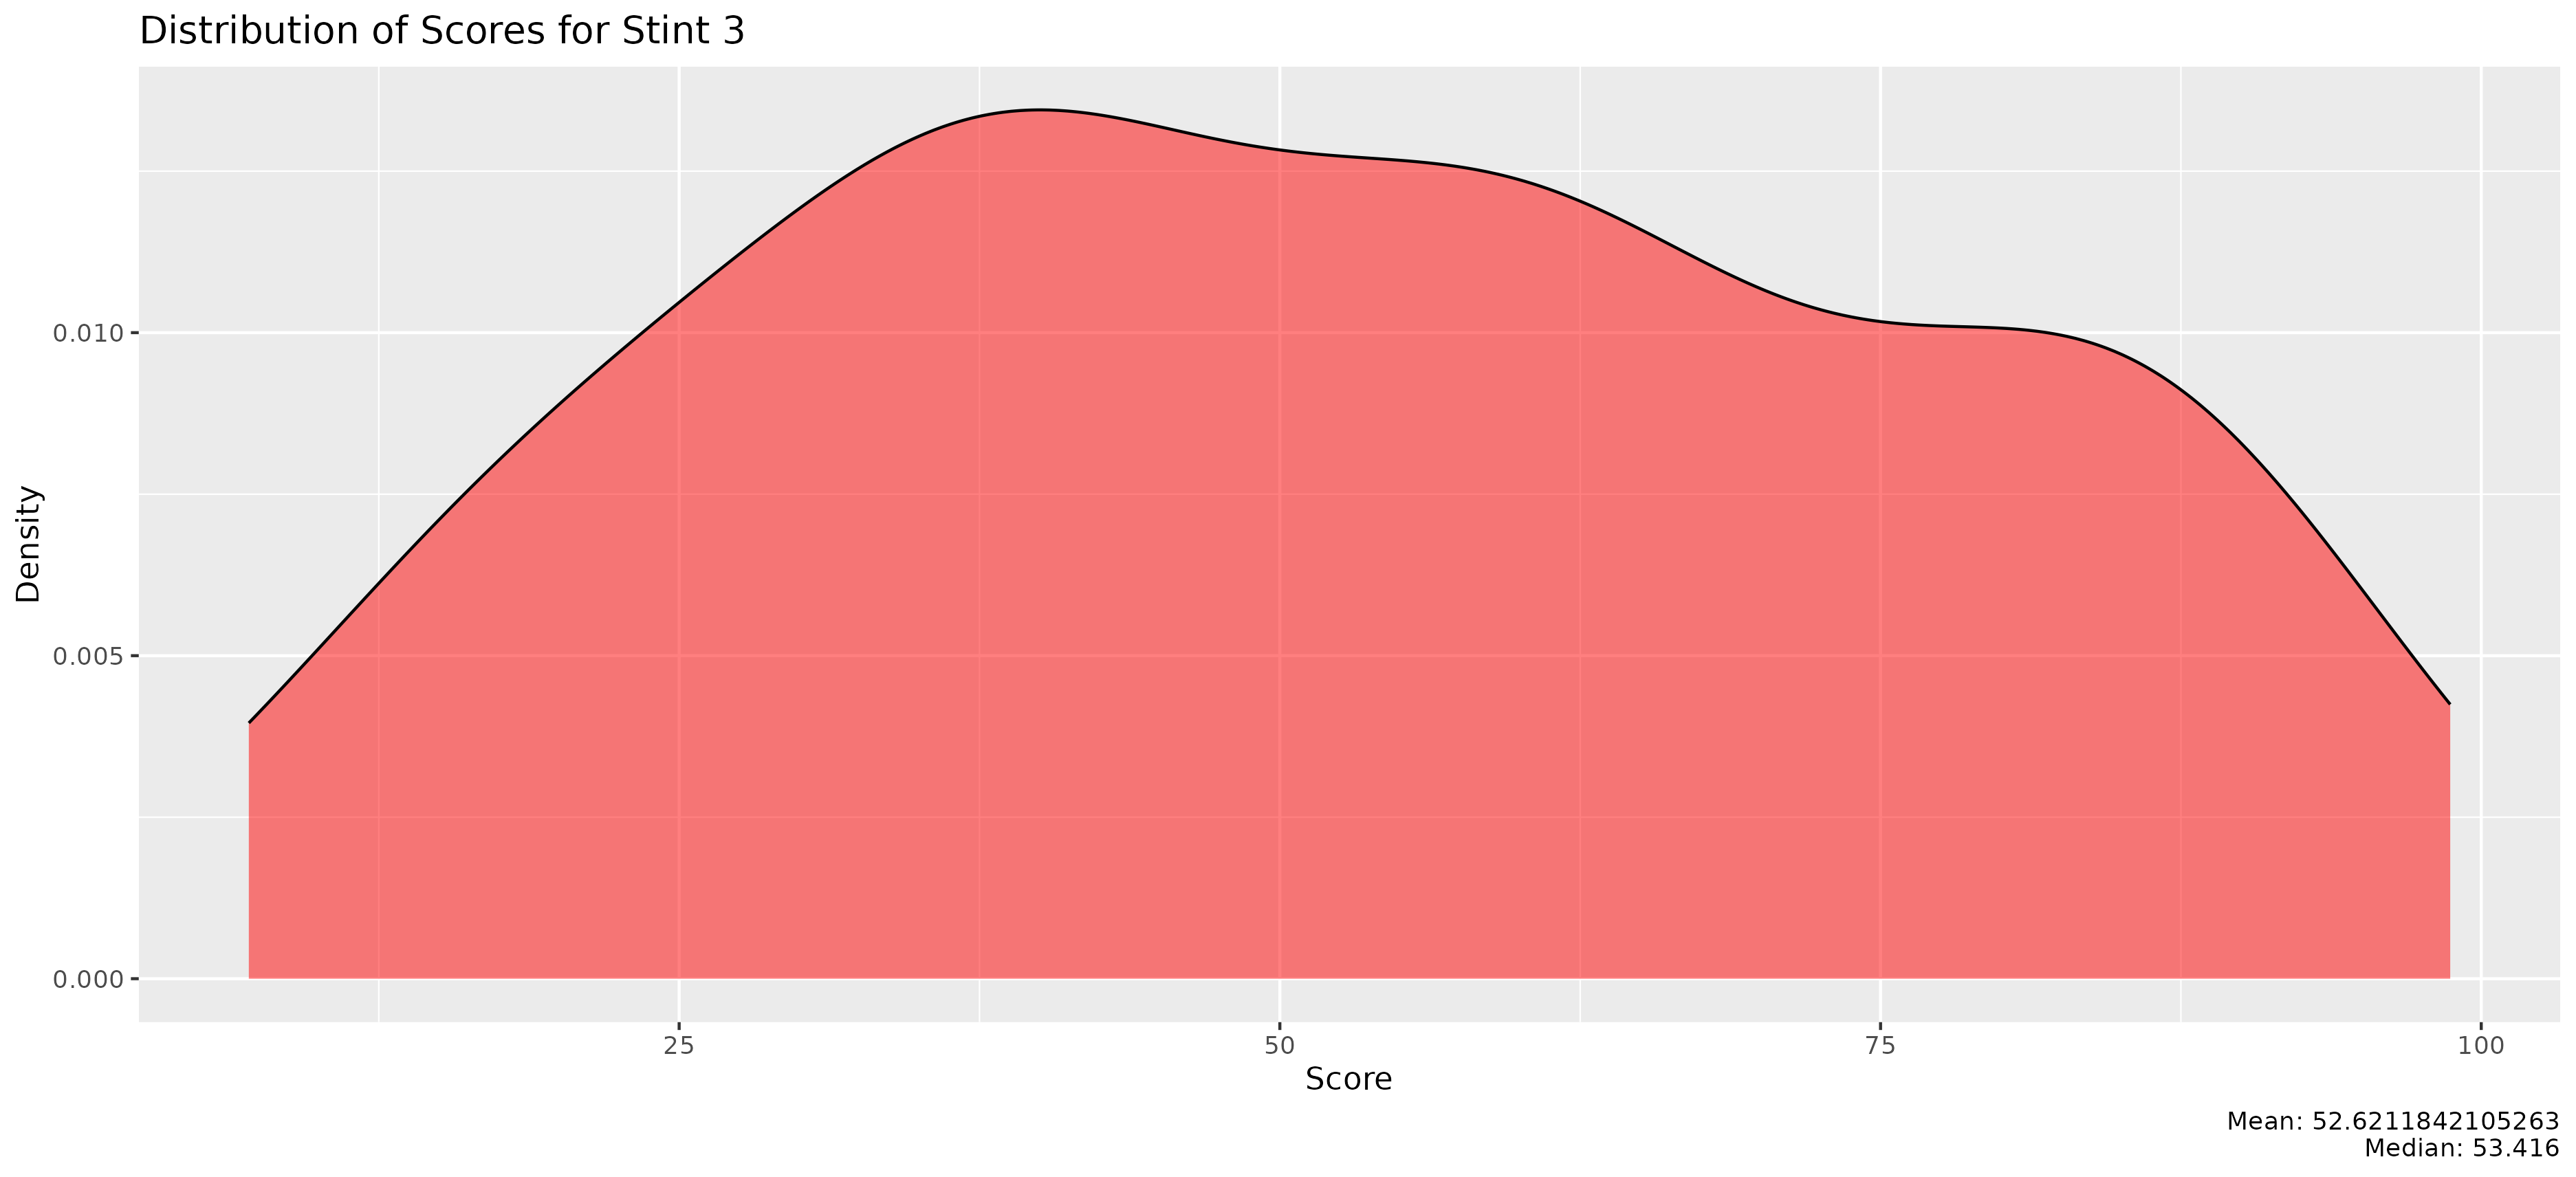 Distribution of Scores for Stint 3
Density
0.010
0.005
0.000
25
50
75
100
Score
Mean: 52.6211842105263
Median: 53.416